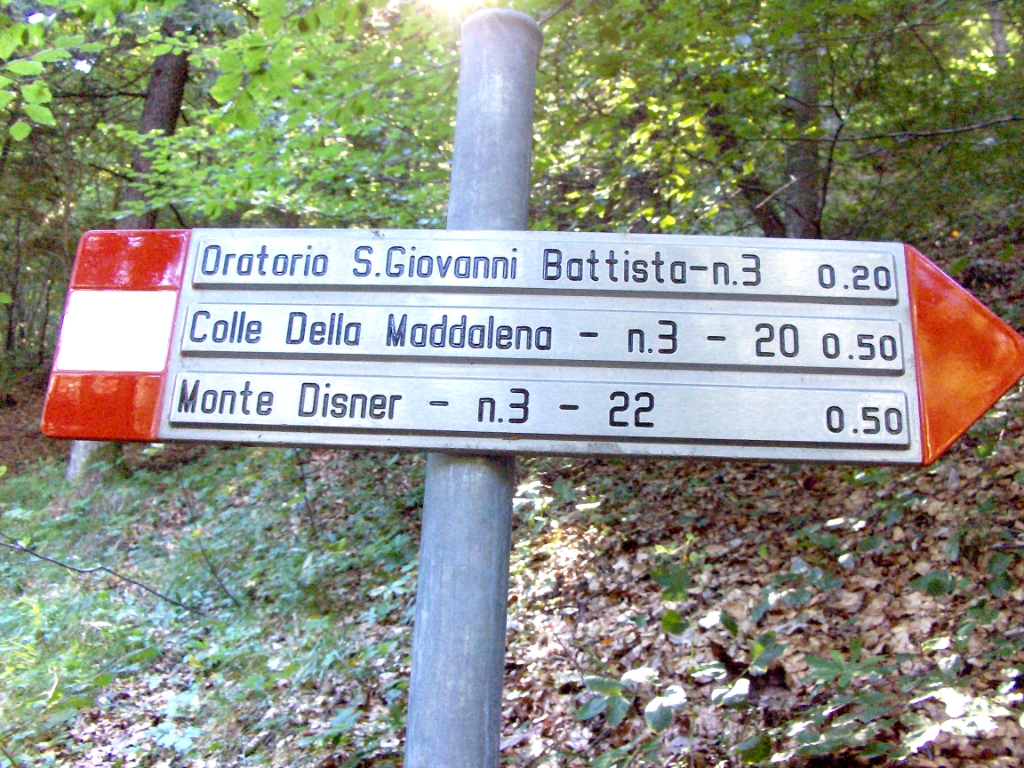 Oratorio S.Giovanni Battista-n.3 0.20
Colle Della Maddalena - n.3 - 20 0.50
Monte Disner - n.3 - 22 0.50